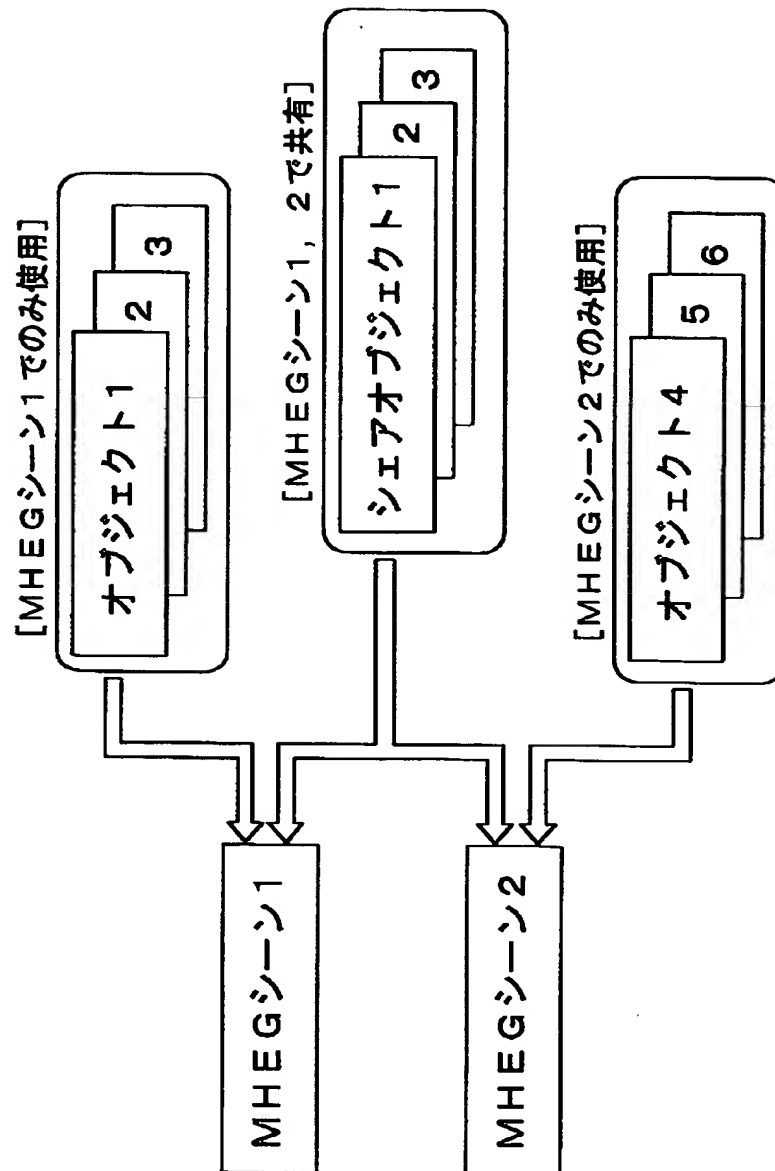 [MHEGシーン1でのみ使用]
オブジェクト1
2
3
[MHEGシーン1,2で共有]
シェアオブジェクト1
2
3
[MHEGシーン2でのみ使用]
オブジェクト4
5
6
MHEGシーン1
MHEGシーン2